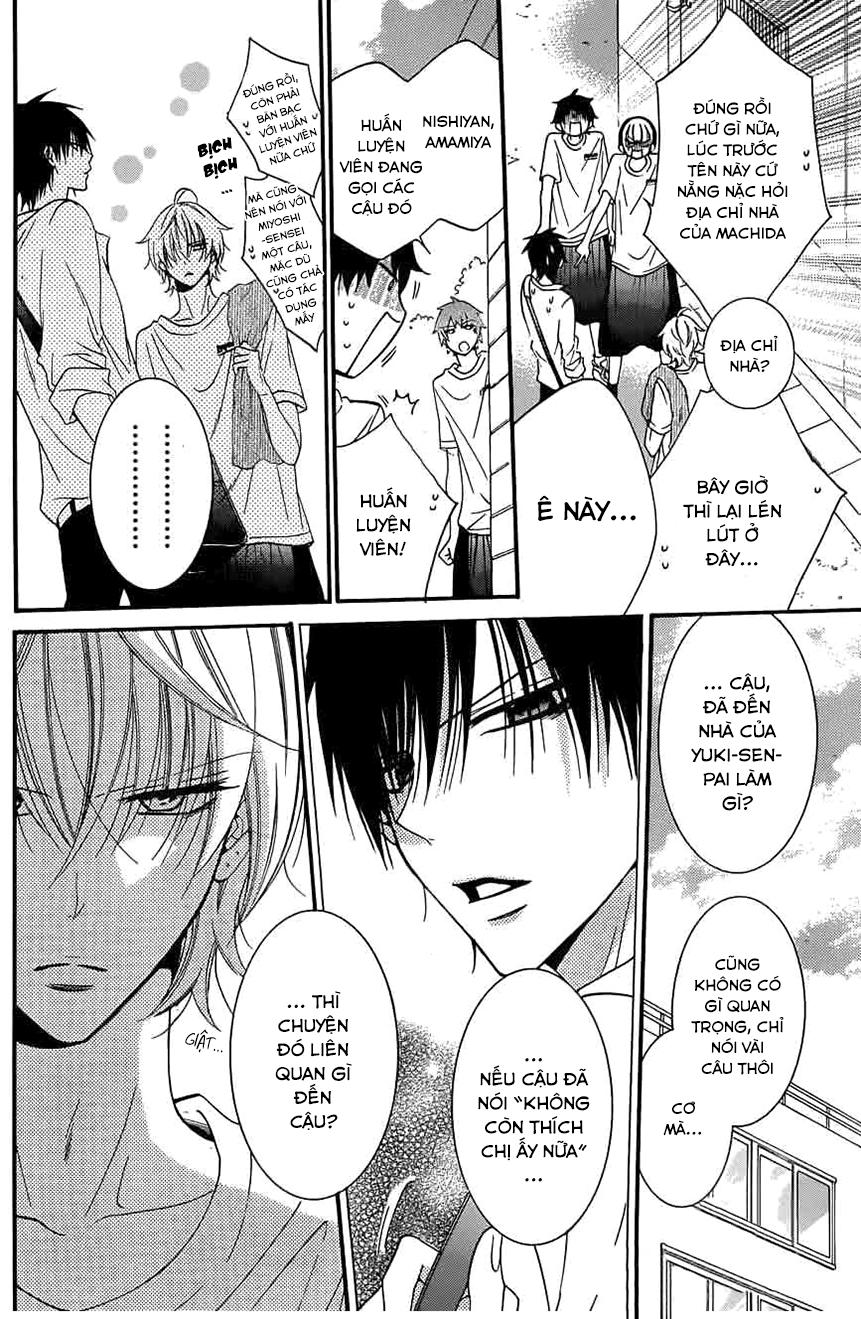 ĐÚNG RỒI
CHỨ GÌ NỮA,
LÚC TRƯỚC
TÊN NÀY CỨ
NẰNG NẶC HỎI
ĐỊA CHỈ NHÀ
CỦA MACHIDA
ĐỊA CHỈ
NHÀ?
BÂY GIỜ
THÌ LẠI LÉN
LÚT Ở
ĐÂY...
Ê NÀY...
NISHIYAN,
AMAMIYA
HUẤN
LUYỆN
VIÊN ĐANG
GỌI CÁC
CẬU ĐÓ
HUẤN
LUYỆN
VIÊN!
ĐÚNG RỒI,
CÒN PHẢI
BÀN BẠC
VỚI HUẤN
LUYỆN VIÊN
NỮA CHỨ
MÀ CŨNG
NÊN NÓI VỚI
MIYOSHI
-SENSEI
MỘT CÂU,
MẶC DÙ
CŨNG CHẢ
CÓ TÁC
DỤNG
MẤY
BỊCH
BỊCH
...
... CẬU,
ĐÃ ĐẾN
NHÀ CỦA
YUKI-SEN-
PAI LÀM
GÌ?
CŨNG
KHÔNG CÓ
GÌ QUAN
TRỌNG, CHỈ
NÓI VÀI
CÂU THÔI
CƠ
MÀ...
...
NẾU CẬU ĐÃ
NÓI “KHÔNG
CÒN THÍCH
CHỊ ẤY NỮA”
...
... THÌ
CHUYỆN
ĐÓ LIÊN
QUAN GÌ
ĐẾN
CẬU?
GIẬT...